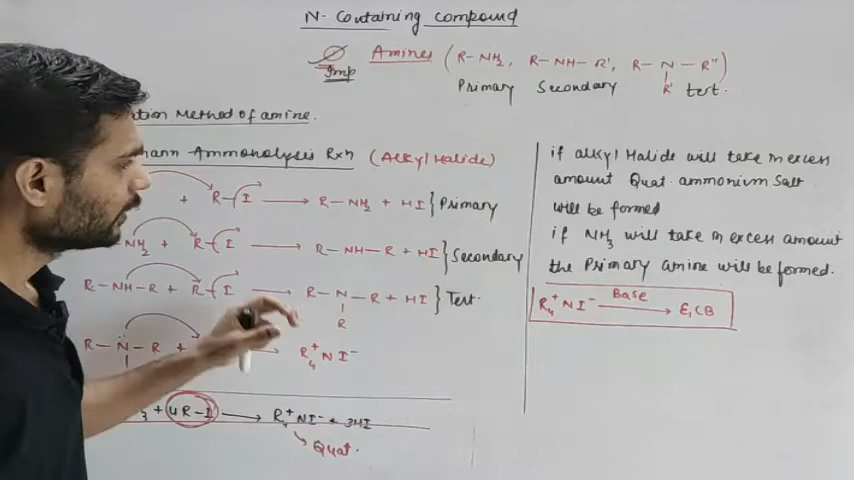 N-Containing compound
Imp Amines (R-NH2, R-NH-R', R-N-R'')
R'
Primary Secondary tert.
tion Method of amine.
mann Ammonolysis Rxn (Alkyl Halide)
+ R-I → R-NH2 + HI } Primary
NH2 + R-I → R-NH-R + HI } Secondary
R-NH-R + R-I → R-N-R + HI } Tert.
R
R-N̈-R + → R4+NI-
3 + 4R-I → R4+NI- + 3HI
Quat.
if alkyl Halide will take in excess
amount Quat. ammonium Salt
will be formed
if NH3 will take in excess amount
the Primary amine will be formed.
R4+NI- Base → E1CB